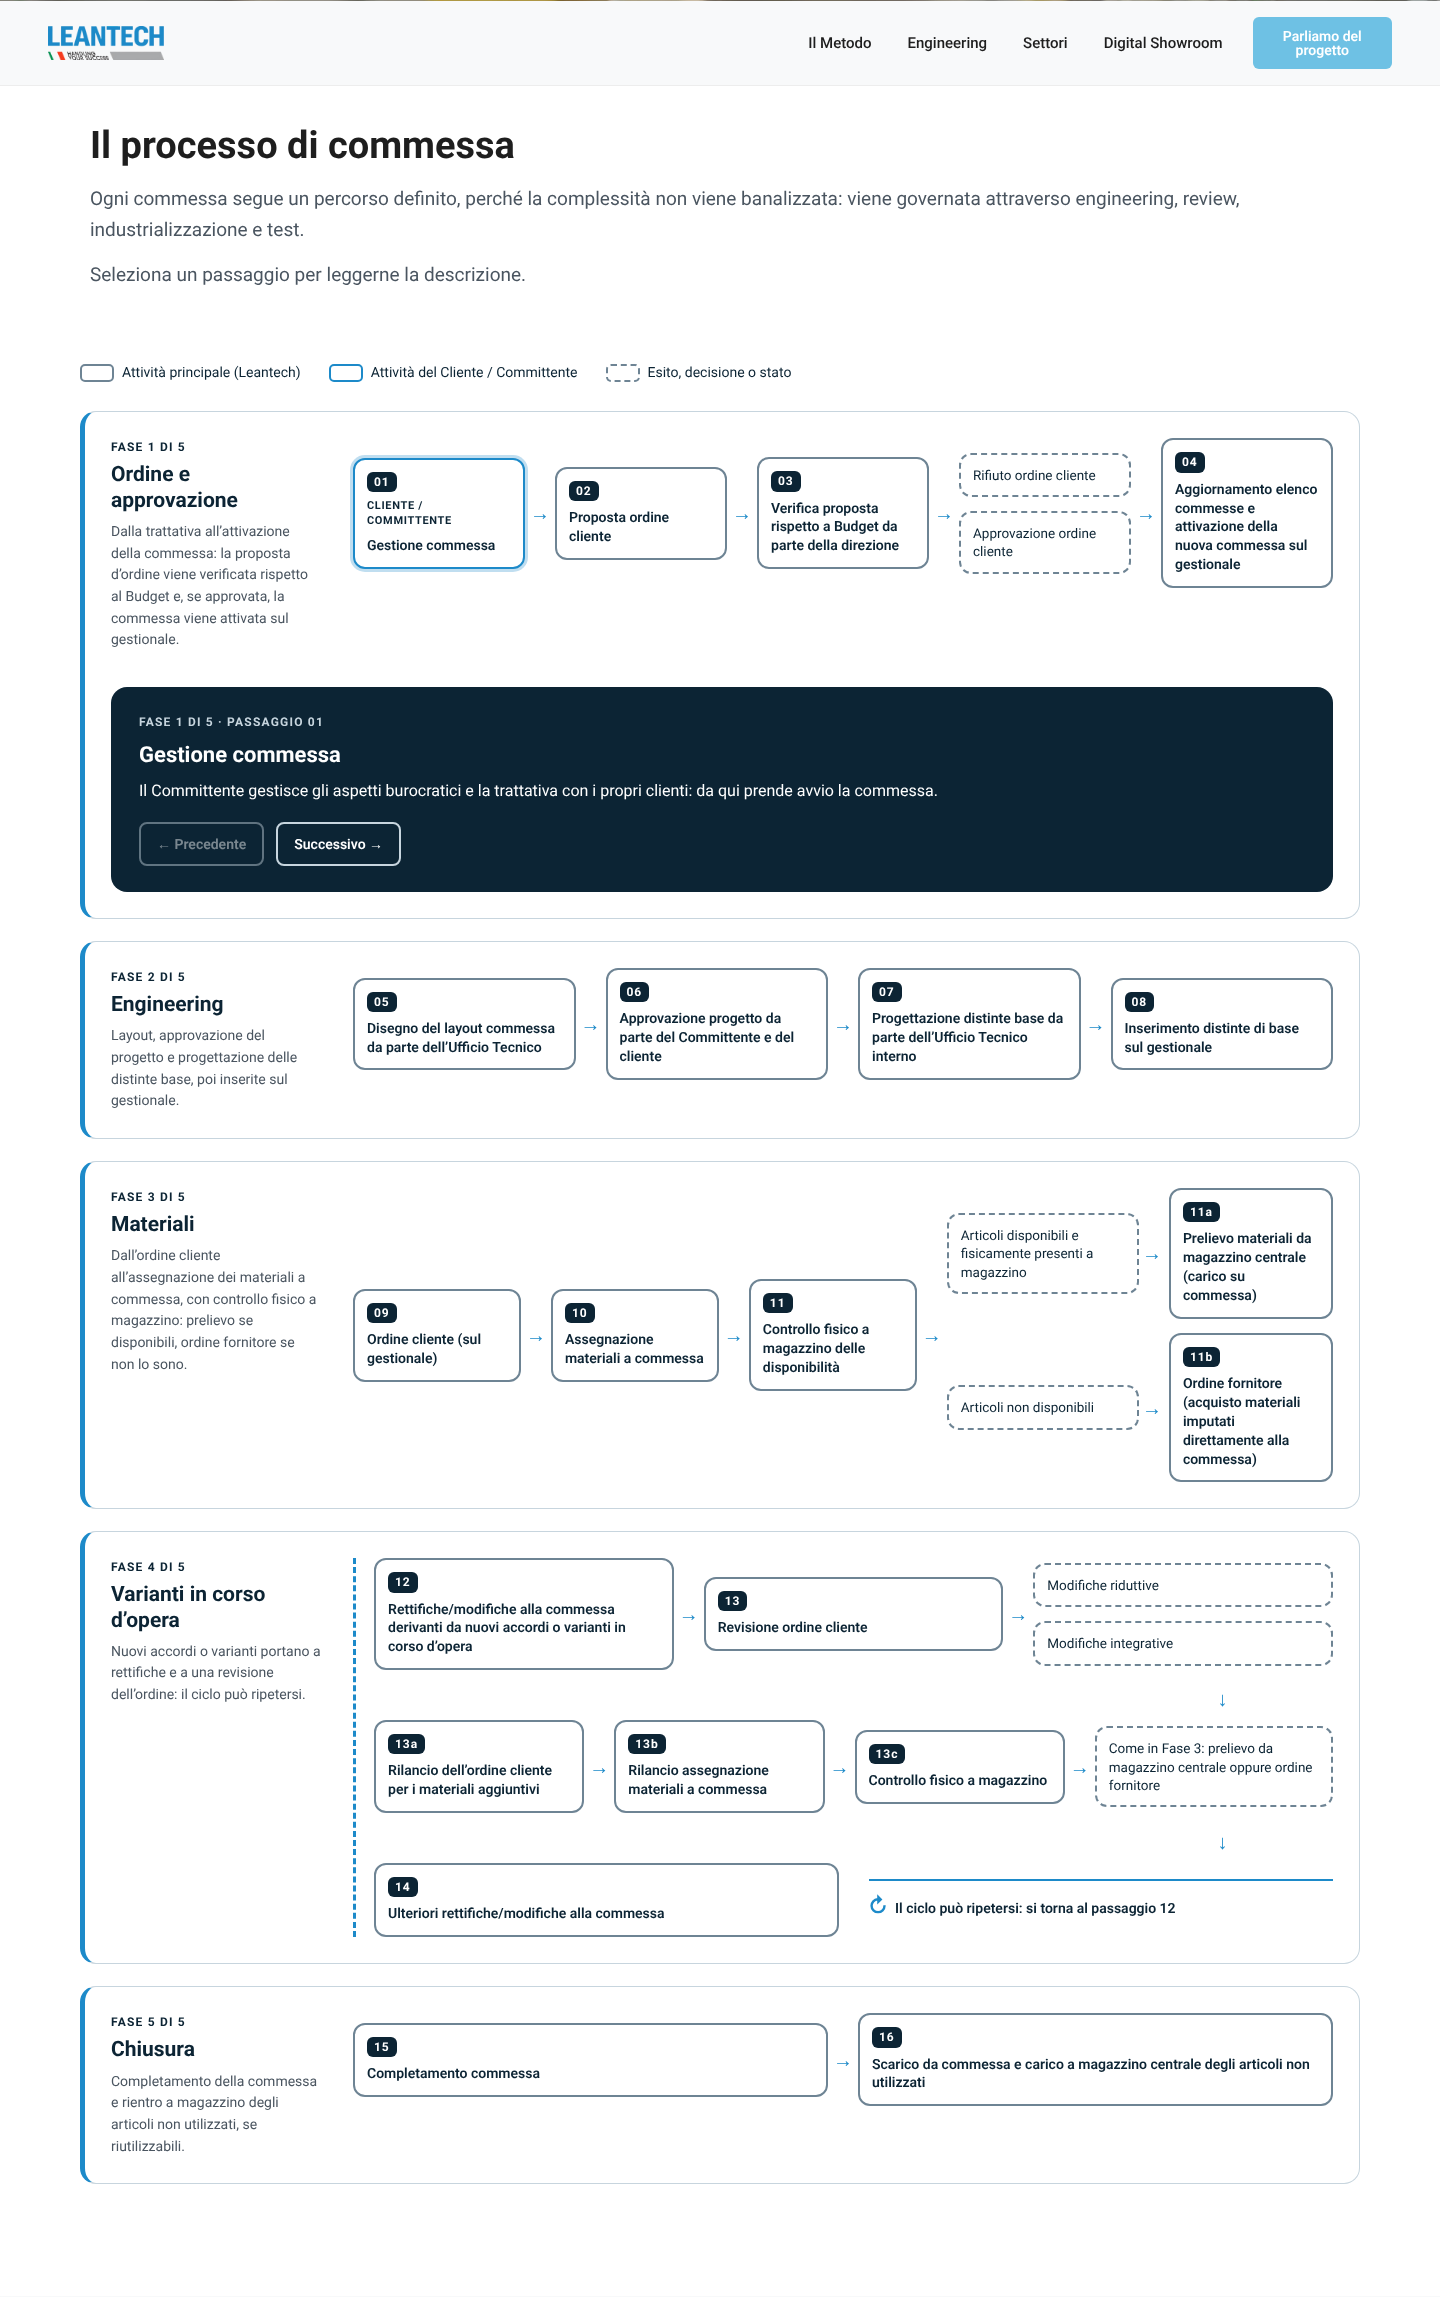 LEANTECH
HANDLING
YOUR SUCCESS
Il Metodo
Engineering
Settori
Digital Showroom
Parliamo del
progetto
Il processo di commessa
Ogni commessa segue un percorso definito, perché la complessità non viene banalizzata: viene governata attraverso engineering, review,
industrializzazione e test.
Seleziona un passaggio per leggerne la descrizione.
Attività principale (Leantech)
Attività del Cliente / Committente
Esito, decisione o stato
FASE 1 DI 5
Ordine e
approvazione
Dalla trattativa all’attivazione
della commessa: la proposta
d’ordine viene verificata rispetto
al Budget e, se approvata, la
commessa viene attivata sul
gestionale.
01
CLIENTE /
COMMITTENTE
Gestione commessa
→
02
Proposta ordine
cliente
→
03
Verifica proposta
rispetto a Budget da
parte della direzione
→
Rifiuto ordine cliente
Approvazione ordine
cliente
→
04
Aggiornamento elenco
commesse e
attivazione della
nuova commessa sul
gestionale
FASE 1 DI 5 · PASSAGGIO 01
Gestione commessa
Il Committente gestisce gli aspetti burocratici e la trattativa con i propri clienti: da qui prende avvio la commessa.
← Precedente
Successivo →
FASE 2 DI 5
Engineering
Layout, approvazione del
progetto e progettazione delle
distinte base, poi inserite sul
gestionale.
05
Disegno del layout commessa
da parte dell’Ufficio Tecnico
→
06
Approvazione progetto da
parte del Committente e del
cliente
→
07
Progettazione distinte base da
parte dell’Ufficio Tecnico
interno
→
08
Inserimento distinte di base
sul gestionale
FASE 3 DI 5
Materiali
Dall’ordine cliente
all’assegnazione dei materiali a
commessa, con controllo fisico a
magazzino: prelievo se
disponibili, ordine fornitore se
non lo sono.
09
Ordine cliente (sul
gestionale)
→
10
Assegnazione
materiali a commessa
→
11
Controllo fisico a
magazzino delle
disponibilità
→
Articoli disponibili e
fisicamente presenti a
magazzino
→
11a
Prelievo materiali da
magazzino centrale
(carico su
commessa)
Articoli non disponibili
→
11b
Ordine fornitore
(acquisto materiali
imputati
direttamente alla
commessa)
FASE 4 DI 5
Varianti in corso
d’opera
Nuovi accordi o varianti portano a
rettifiche e a una revisione
dell’ordine: il ciclo può ripetersi.
12
Rettifiche/modifiche alla commessa
derivanti da nuovi accordi o varianti in
corso d’opera
→
13
Revisione ordine cliente
→
Modifiche riduttive
Modifiche integrative
↓
13a
Rilancio dell’ordine cliente
per i materiali aggiuntivi
→
13b
Rilancio assegnazione
materiali a commessa
→
13c
Controllo fisico a magazzino
→
Come in Fase 3: prelievo da
magazzino centrale oppure ordine
fornitore
↓
14
Ulteriori rettifiche/modifiche alla commessa
↻ Il ciclo può ripetersi: si torna al passaggio 12
FASE 5 DI 5
Chiusura
Completamento della commessa
e rientro a magazzino degli
articoli non utilizzati, se
riutilizzabili.
15
Completamento commessa
→
16
Scarico da commessa e carico a magazzino centrale degli articoli non
utilizzati